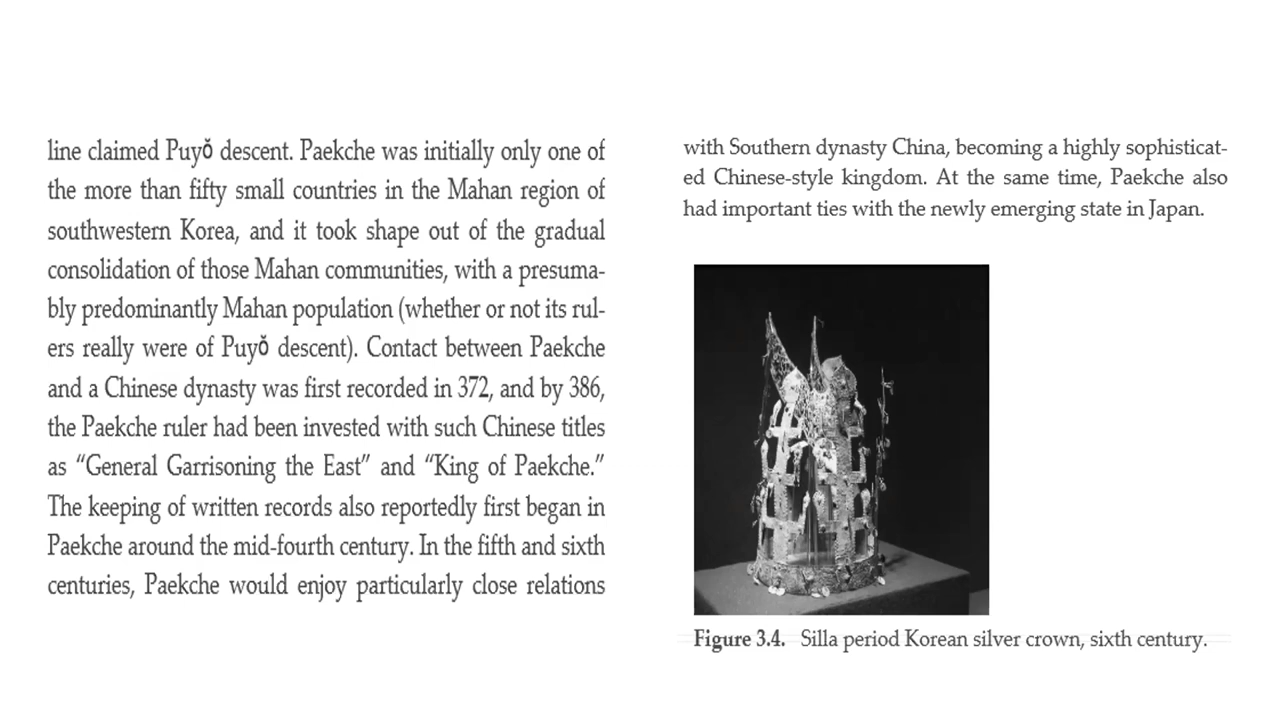 line claimed Puyŏ descent. Paekche was initially only one of
the more than fifty small countries in the Mahan region of
southwestern Korea, and it took shape out of the gradual
consolidation of those Mahan communities, with a presuma-
bly predominantly Mahan population (whether or not its rul-
ers really were of Puyŏ descent). Contact between Paekche
and a Chinese dynasty was first recorded in 372, and by 386,
the Paekche ruler had been invested with such Chinese titles
as “General Garrisoning the East” and “King of Paekche.”
The keeping of written records also reportedly first began in
Paekche around the mid-fourth century. In the fifth and sixth
centuries, Paekche would enjoy particularly close relations
with Southern dynasty China, becoming a highly sophisticat-
ed Chinese-style kingdom. At the same time, Paekche also
had important ties with the newly emerging state in Japan.
Figure 3.4. Silla period Korean silver crown, sixth century.